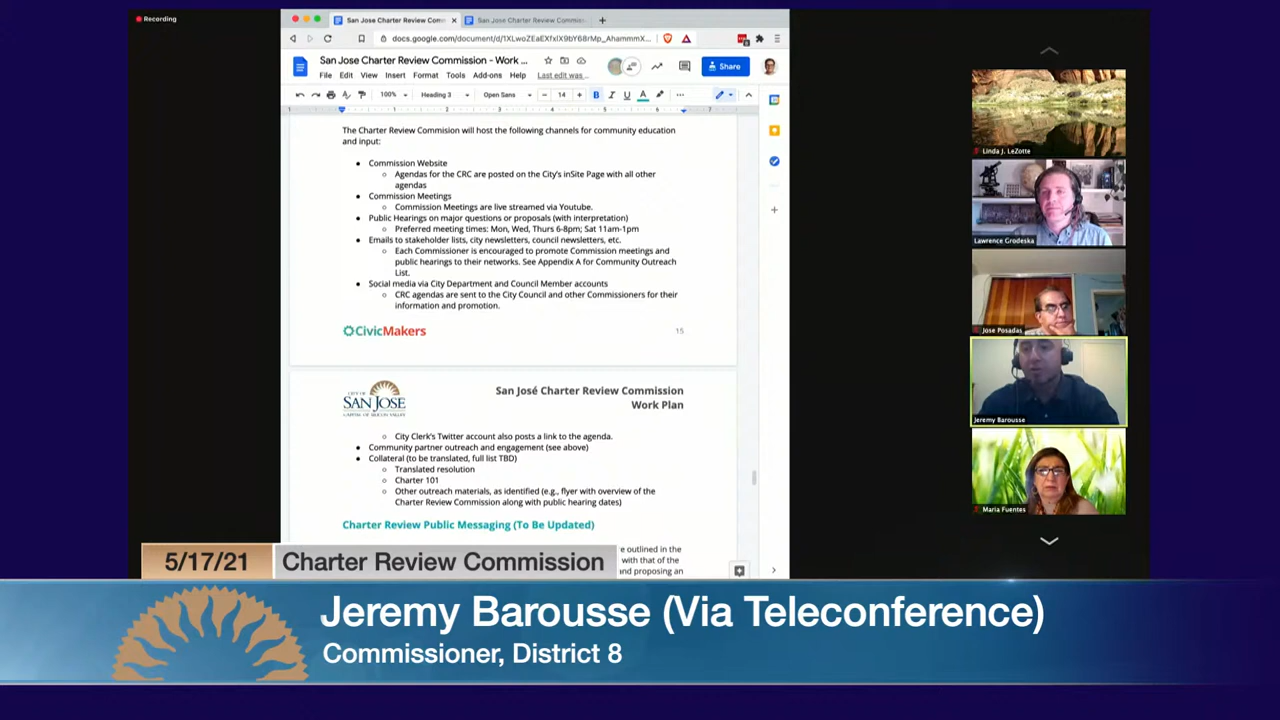 Recording
San Jose Charter Review Comm
San Jose Charter Review Commiss
San Jose Charter Review Commission - Work ...
Share
File Edit View Insert Format Tools Add-ons Help Last edit was ...
100% Heading 3 Open Sans 14 B I U A
The Charter Review Commision will host the following channels for community education
and input:
Commission Website
Agendas for the CRC are posted on the City's inSite Page with all other
agendas
Commission Meetings
Commission Meetings are live streamed via Youtube.
Public Hearings on major questions or proposals (with interpretation)
Preferred meeting times: Mon, Wed, Thurs 6-8pm; Sat 11am-1pm
Emails to stakeholder lists, city newsletters, council newsletters, etc.
Each Commissioner is encouraged to promote Commission meetings and
public hearings to their networks. See Appendix A for Community Outreach
List.
Social media via City Department and Council Member accounts
CRC agendas are sent to the City Council and other Commissioners for their
information and promotion.
CivicMakers
15
CITY OF
SAN JOSE
CAPITAL OF SILICON VALLEY
San José Charter Review Commission
Work Plan
City Clerk's Twitter account also posts a link to the agenda.
Community partner outreach and engagement (see above)
Collateral (to be translated, full list TBD)
Translated resolution
Charter 101
Other outreach materials, as identified (e.g., flyer with overview of the
Charter Review Commission along with public hearing dates)
Charter Review Public Messaging (To Be Updated)
e outlined in the
with that of the
nd proposing an
Linda J. LeZotte
Lawrence Grodeska
Jose Posadas
Jeremy Barousse
Maria Fuentes
5/17/21 Charter Review Commission
Jeremy Barousse (Via Teleconference)
Commissioner, District 8